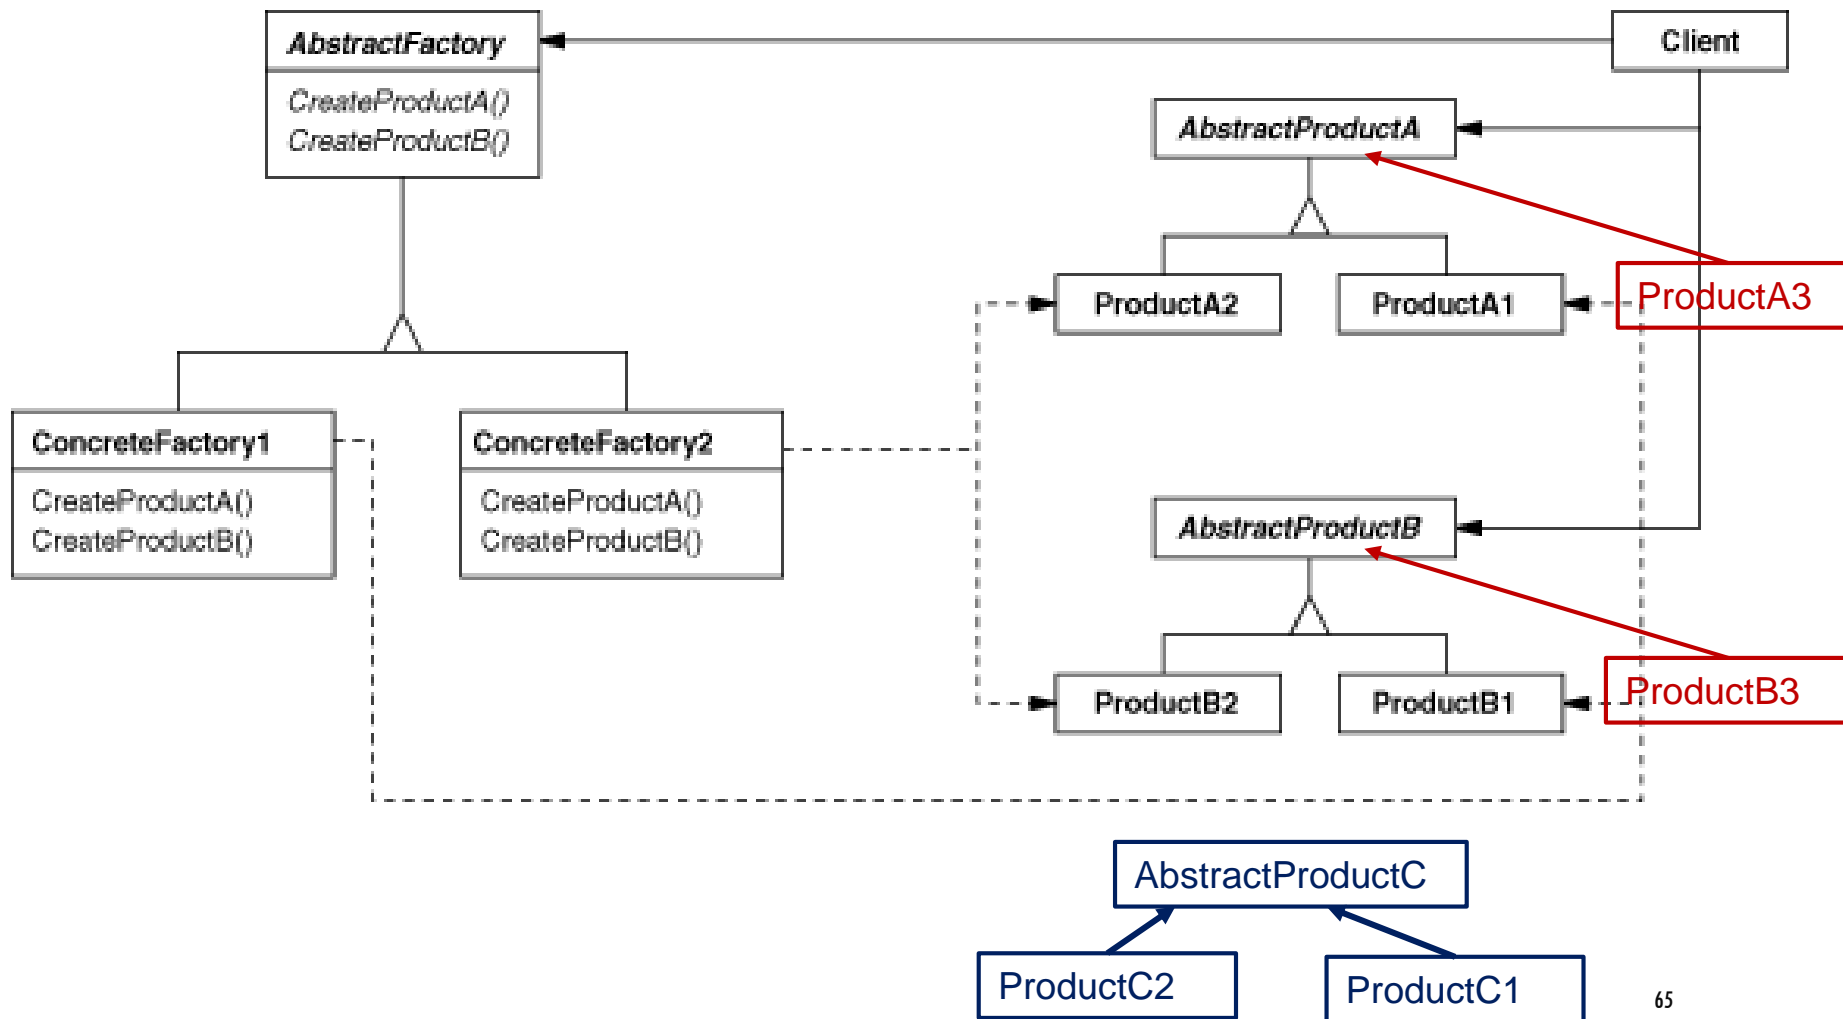 AbstractFactory
CreateProductA()
CreateProductB()
Client
AbstractProductA
ProductA2
ProductA1
ProductA3
ConcreteFactory1
CreateProductA()
CreateProductB()
ConcreteFactory2
CreateProductA()
CreateProductB()
AbstractProductB
ProductB2
ProductB1
ProductB3
AbstractProductC
ProductC2
ProductC1
65